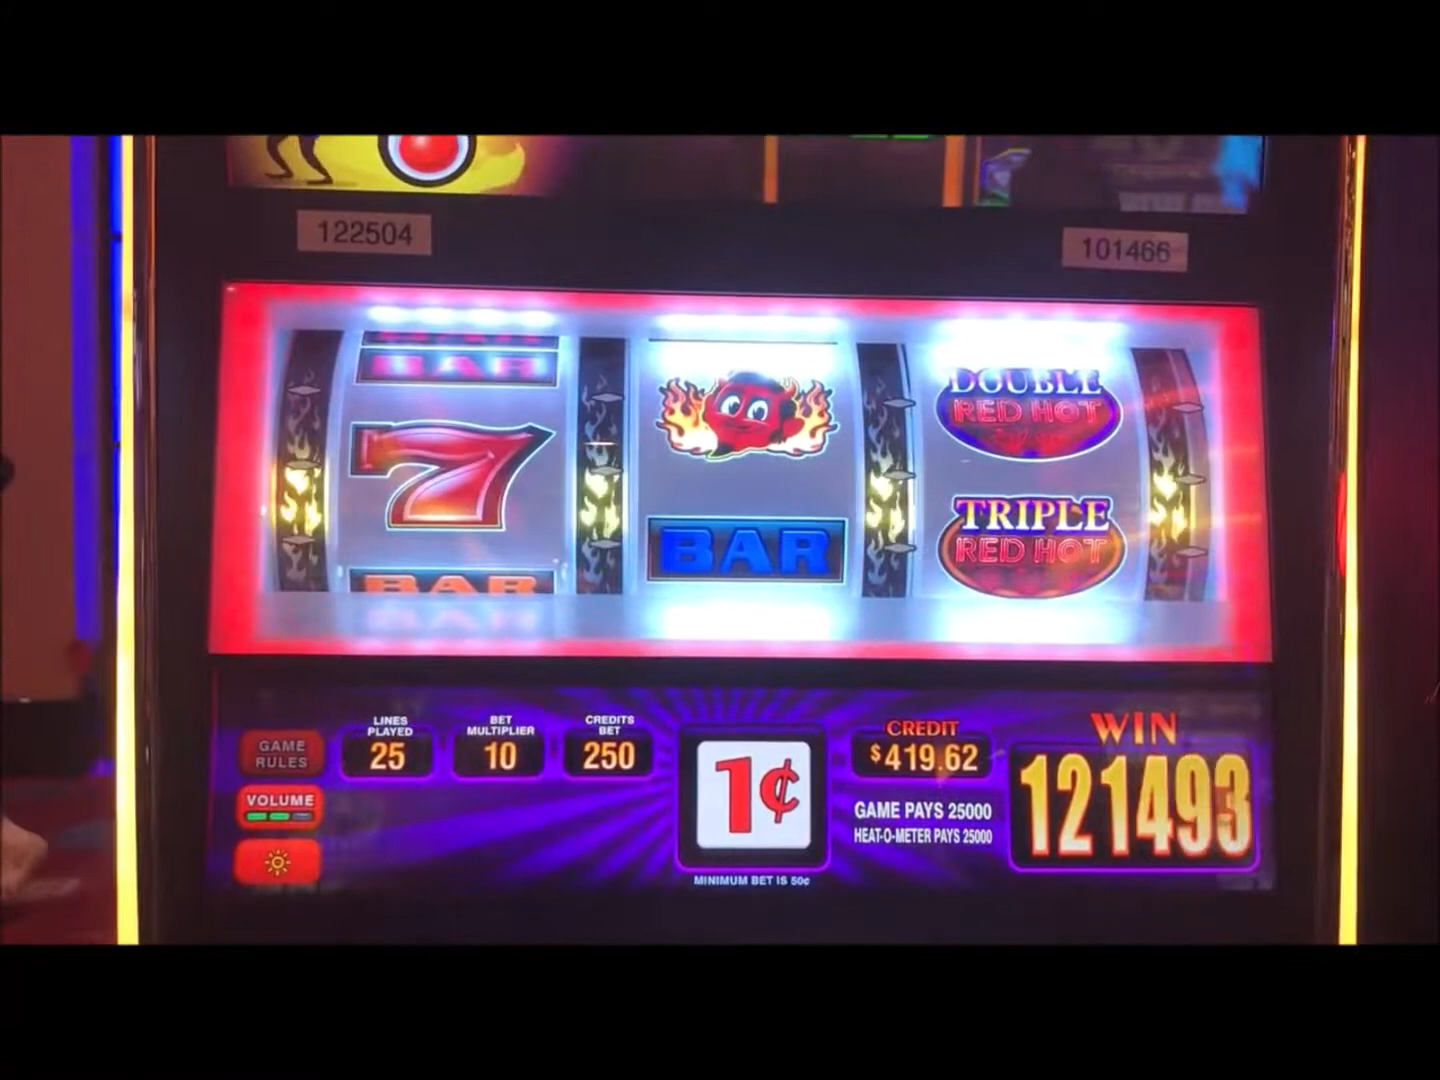 122504
101466
BAR
BAR
BAR
DOUBLE
RED HOT
TRIPLE
RED HOT
GAME
RULES
VOLUME
LINES
PLAYED
25
BET
MULTIPLIER
10
CREDITS
BET
250
1¢
MINIMUM BET IS 50¢
CREDIT
$419.62
GAME PAYS 25000
HEAT-O-METER PAYS 25000
WIN
121493